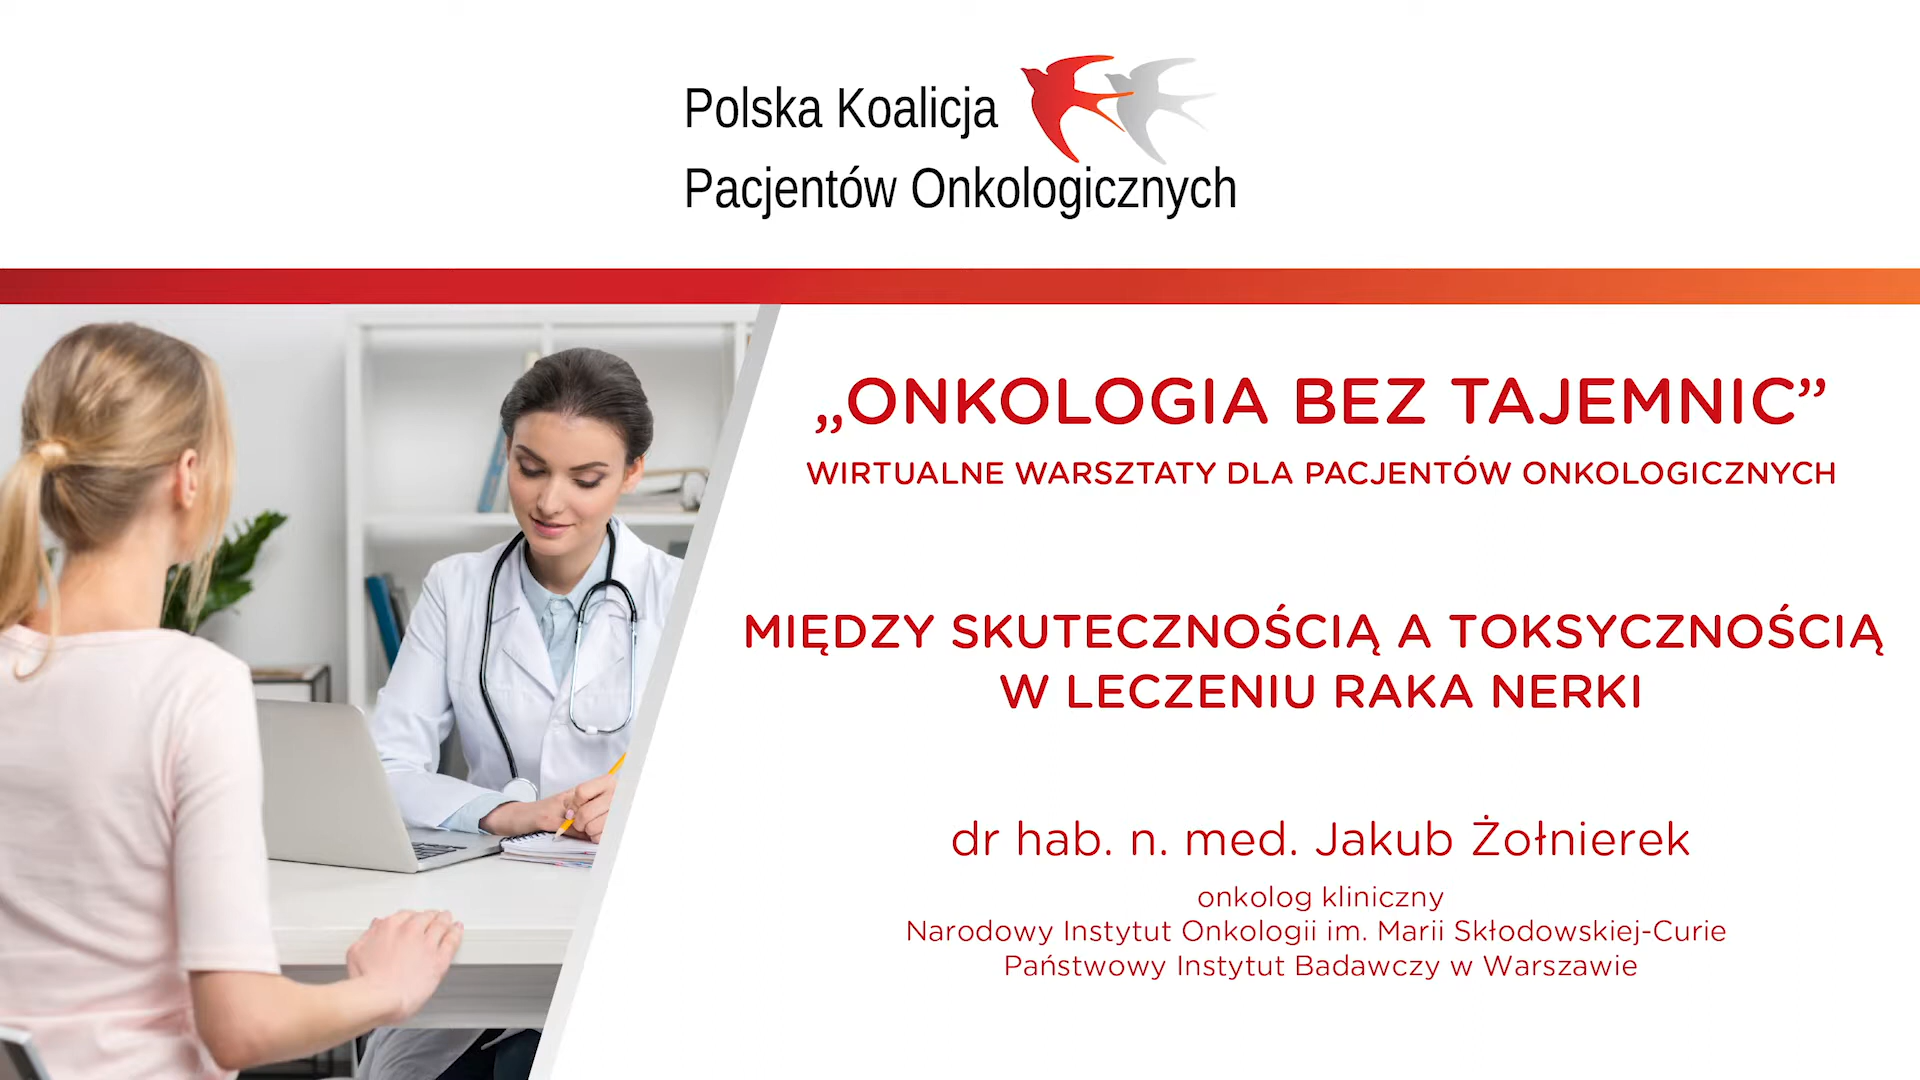 Polska Koalicja
Pacjentów Onkologicznych
„ONKOLOGIA BEZ TAJEMNIC”
WIRTUALNE WARSZTATY DLA PACJENTÓW ONKOLOGICZNYCH
MIĘDZY SKUTECZNOŚCIĄ A TOKSYCZNOŚCIĄ
W LECZENIU RAKA NERKI
dr hab. n. med. Jakub Żołnierek
onkolog kliniczny
Narodowy Instytut Onkologii im. Marii Skłodowskiej-Curie
Państwowy Instytut Badawczy w Warszawie